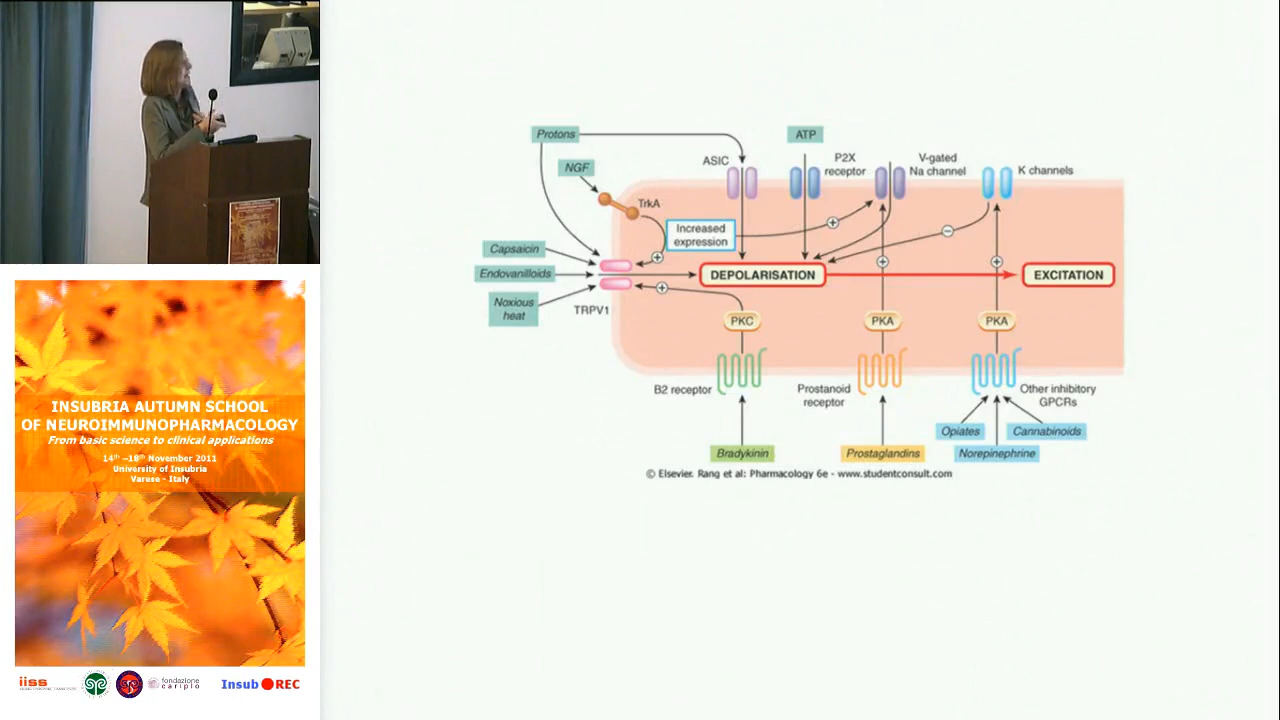 Protons
ATP
NGF
ASIC
P2X
receptor
V-gated
Na channel
K channels
TrkA
Increased
expression
Capsaicin
Endovanilloids
Noxious
heat
TRPV1
DEPOLARISATION
EXCITATION
PKC
PKA
PKA
B2 receptor
Prostanoid
receptor
Other inhibitory
GPCRs
Opiates
Cannabinoids
Bradykinin
Prostaglandins
Norepinephrine
© Elsevier. Rang et al: Pharmacology 6e - www.studentconsult.com
INSUBRIA AUTUMN SCHOOL
OF NEUROIMMUNOPHARMACOLOGY
From basic science to clinical applications
14th –18th November 2011
University of Insubria
Varese - Italy
iiss
fondazione
cariplo
Insub REC